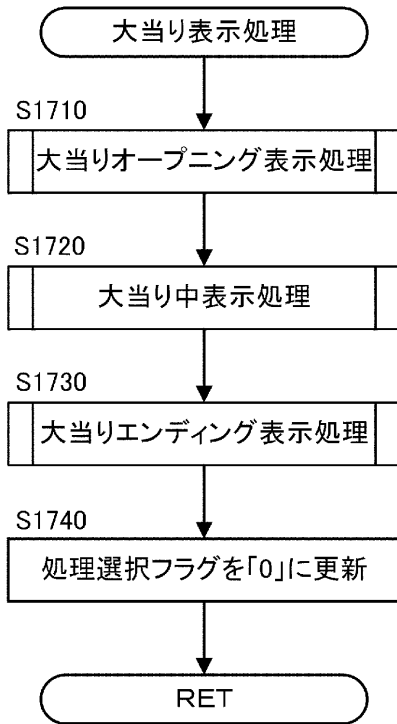 大当り表示処理
S1710
大当りオープニング表示処理
S1720
大当り中表示処理
S1730
大当りエンディング表示処理
S1740
処理選択フラグを「0」に更新
RET